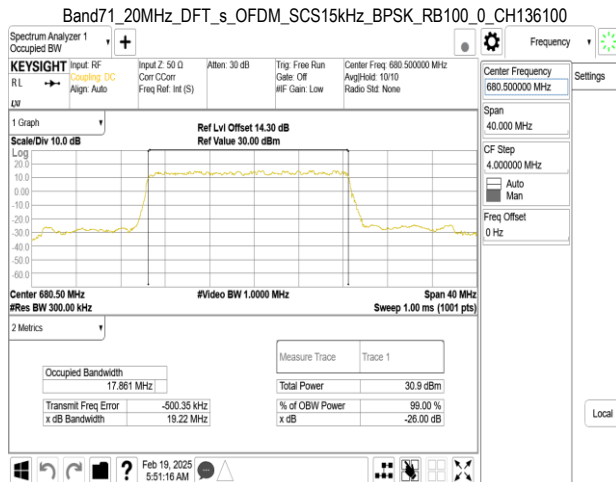 Band71_20MHz_DFT_s_OFDM_SCS15kHz_BPSK_RB100_0_CH136100
Spectrum Analyzer 1
Occupied BW
Frequency
KEYSIGHT
Input: RF
Coupling: DC
Align: Auto
Input Z: 50 Ω
Corr CCorr
Freq Ref: Int (S)
Atten: 30 dB
Trig: Free Run
Gate: Off
#IF Gain: Low
Center Freq: 680.500000 MHz
Avg|Hold: 10/10
Radio Std: None
RL
LXI
Center Frequency
680.500000 MHz
Settings
Span
40.000 MHz
CF Step
4.000000 MHz
Auto
Man
Freq Offset
0 Hz
1 Graph
Scale/Div 10.0 dB
Ref Lvl Offset 14.30 dB
Ref Value 30.00 dBm
Log
20.0
10.0
0.00
-10.0
-20.0
-30.0
-40.0
-50.0
-60.0
Center 680.50 MHz
#Video BW 1.0000 MHz
Span 40 MHz
#Res BW 300.00 kHz
Sweep 1.00 ms (1001 pts)
2 Metrics
Measure Trace
Trace 1
Occupied Bandwidth
17.861 MHz
Total Power
30.9 dBm
Transmit Freq Error
-500.35 kHz
% of OBW Power
99.00 %
x dB Bandwidth
19.22 MHz
x dB
-26.00 dB
Local
Feb 19, 2025
5:51:16 AM